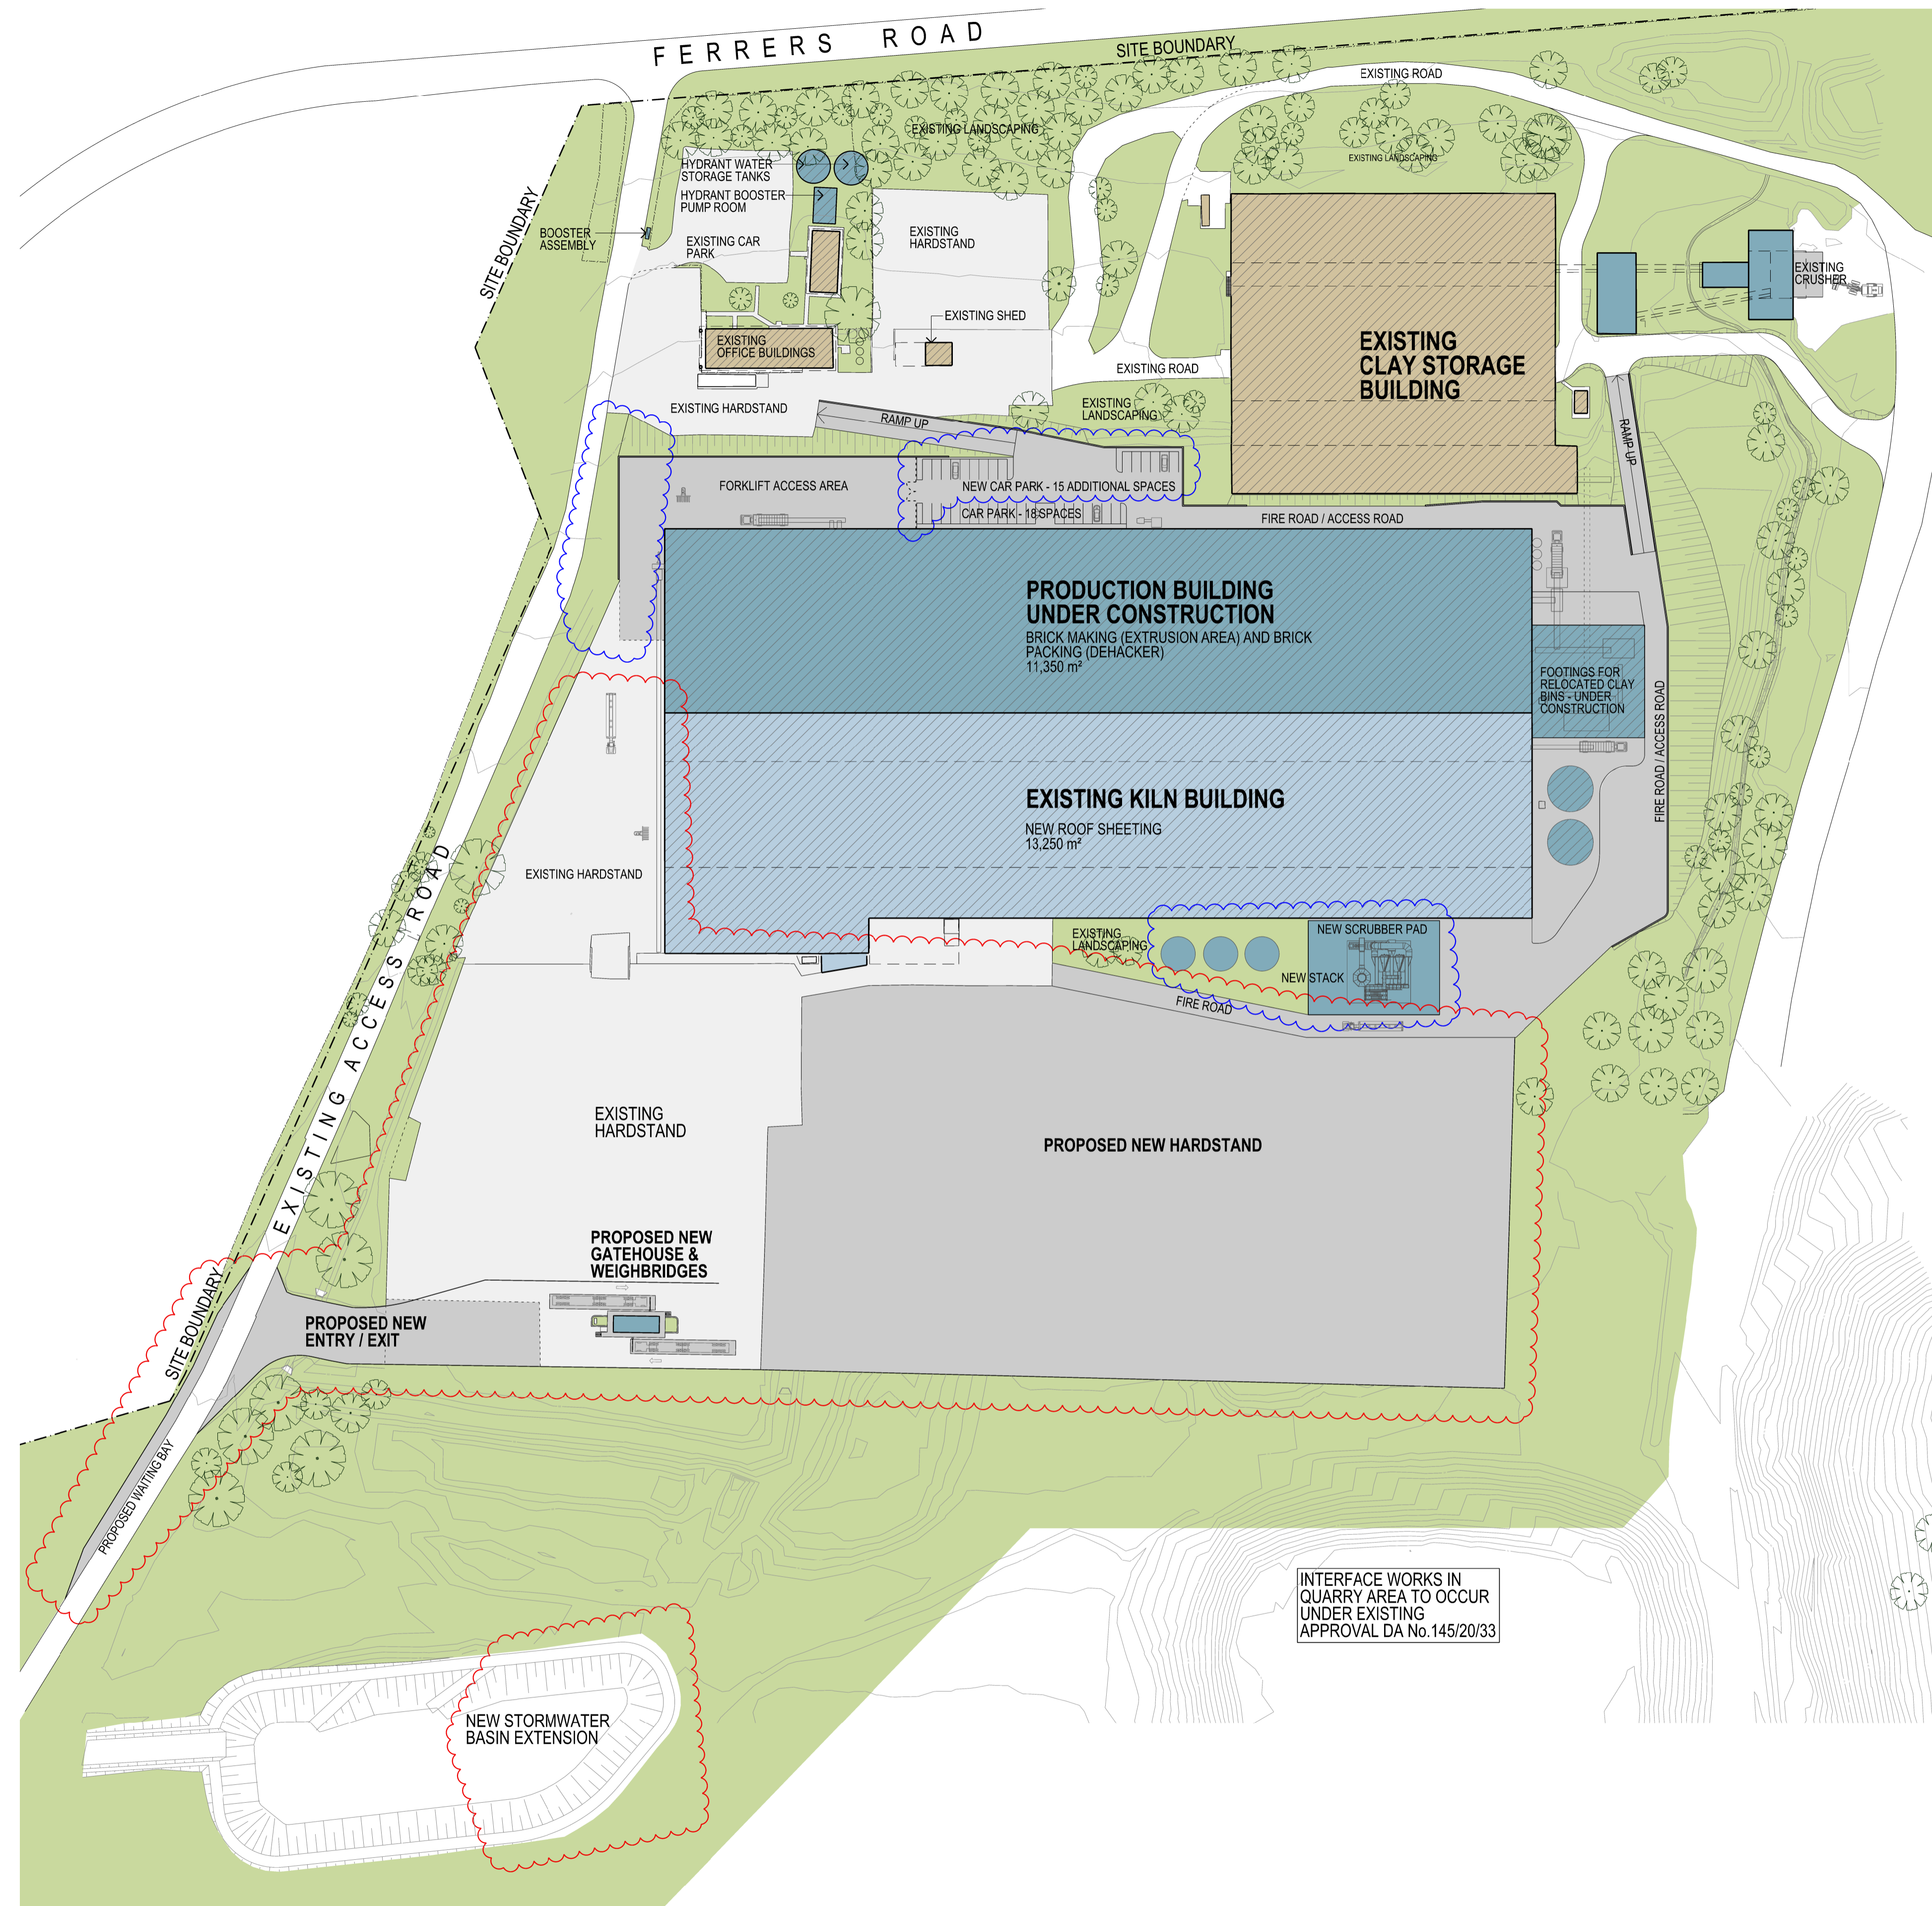 FERRERS ROAD
SITE BOUNDARY
EXISTING ROAD
EXISTING LANDSCAPING
EXISTING LANDSCAPING
HYDRANT WATER
STORAGE TANKS
HYDRANT BOOSTER
PUMP ROOM
SITE BOUNDARY
BOOSTER
ASSEMBLY
EXISTING CAR
PARK
EXISTING
HARDSTAND
EXISTING
CRUSHER
EXISTING SHED
EXISTING
OFFICE BUILDINGS
EXISTING
CLAY STORAGE
BUILDING
EXISTING ROAD
EXISTING HARDSTAND
RAMP UP
EXISTING
LANDSCAPING
RAMP UP
FORKLIFT ACCESS AREA
NEW CAR PARK - 15 ADDITIONAL SPACES
CAR PARK - 18 SPACES
FIRE ROAD / ACCESS ROAD
PRODUCTION BUILDING
UNDER CONSTRUCTION
BRICK MAKING (EXTRUSION AREA) AND BRICK
PACKING (DEHACKER)
11,350 m²
FOOTINGS FOR
RELOCATED CLAY
BINS - UNDER
CONSTRUCTION
FIRE ROAD / ACCESS ROAD
EXISTING KILN BUILDING
NEW ROOF SHEETING
13,250 m²
EXISTING HARDSTAND
EXISTING ACCESS ROAD
EXISTING
LANDSCAPING
NEW SCRUBBER PAD
NEW STACK
FIRE ROAD
EXISTING
HARDSTAND
PROPOSED NEW HARDSTAND
PROPOSED NEW
GATEHOUSE &
WEIGHBRIDGES
SITE BOUNDARY
PROPOSED NEW
ENTRY / EXIT
PROPOSED WAITING BAY
INTERFACE WORKS IN
QUARRY AREA TO OCCUR
UNDER EXISTING
APPROVAL DA No.145/20/33
NEW STORMWATER
BASIN EXTENSION